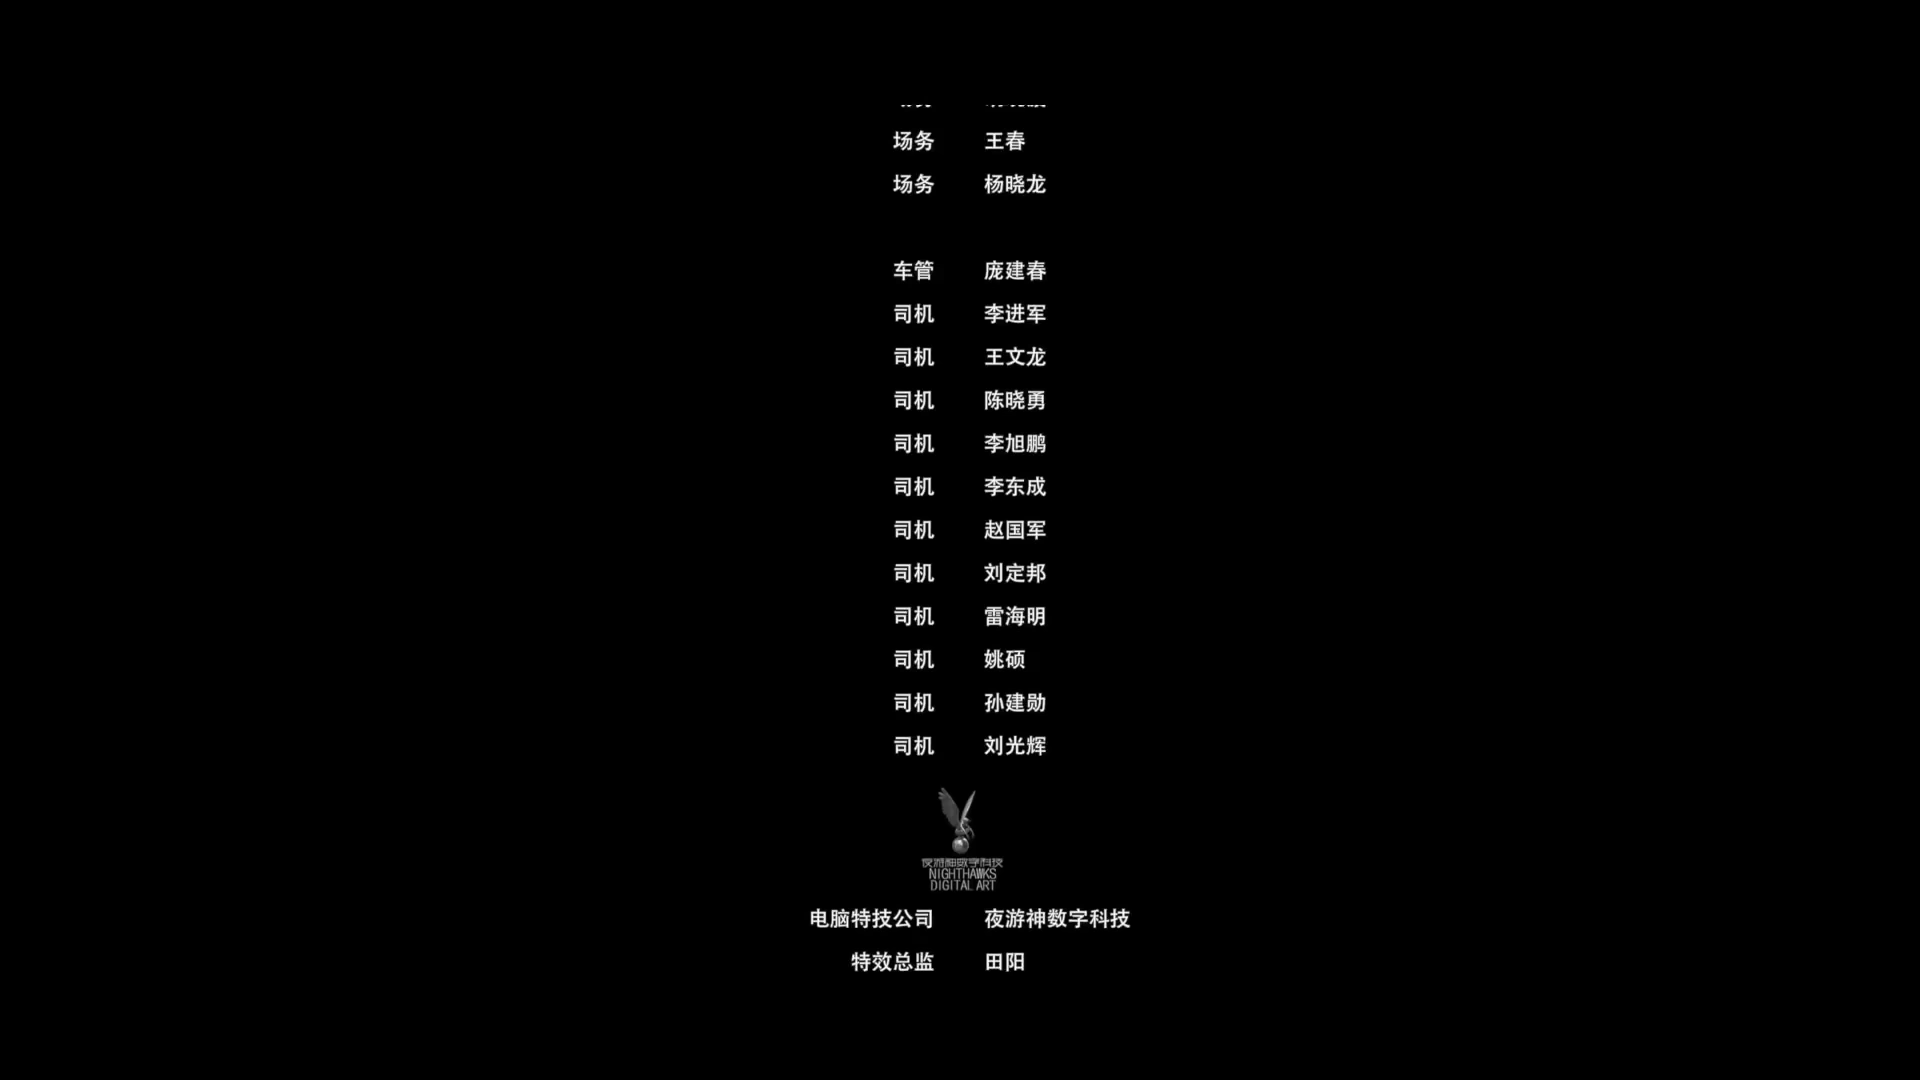 场务 王春
场务 杨晓龙
车管 庞建春
司机 李进军
司机 王文龙
司机 陈晓勇
司机 李旭鹏
司机 李东成
司机 赵国军
司机 刘定邦
司机 雷海明
司机 姚硕
司机 孙建勋
司机 刘光辉
夜游神数字科技
NIGHTHAWKS
DIGITAL ART
电脑特技公司 夜游神数字科技
特效总监 田阳